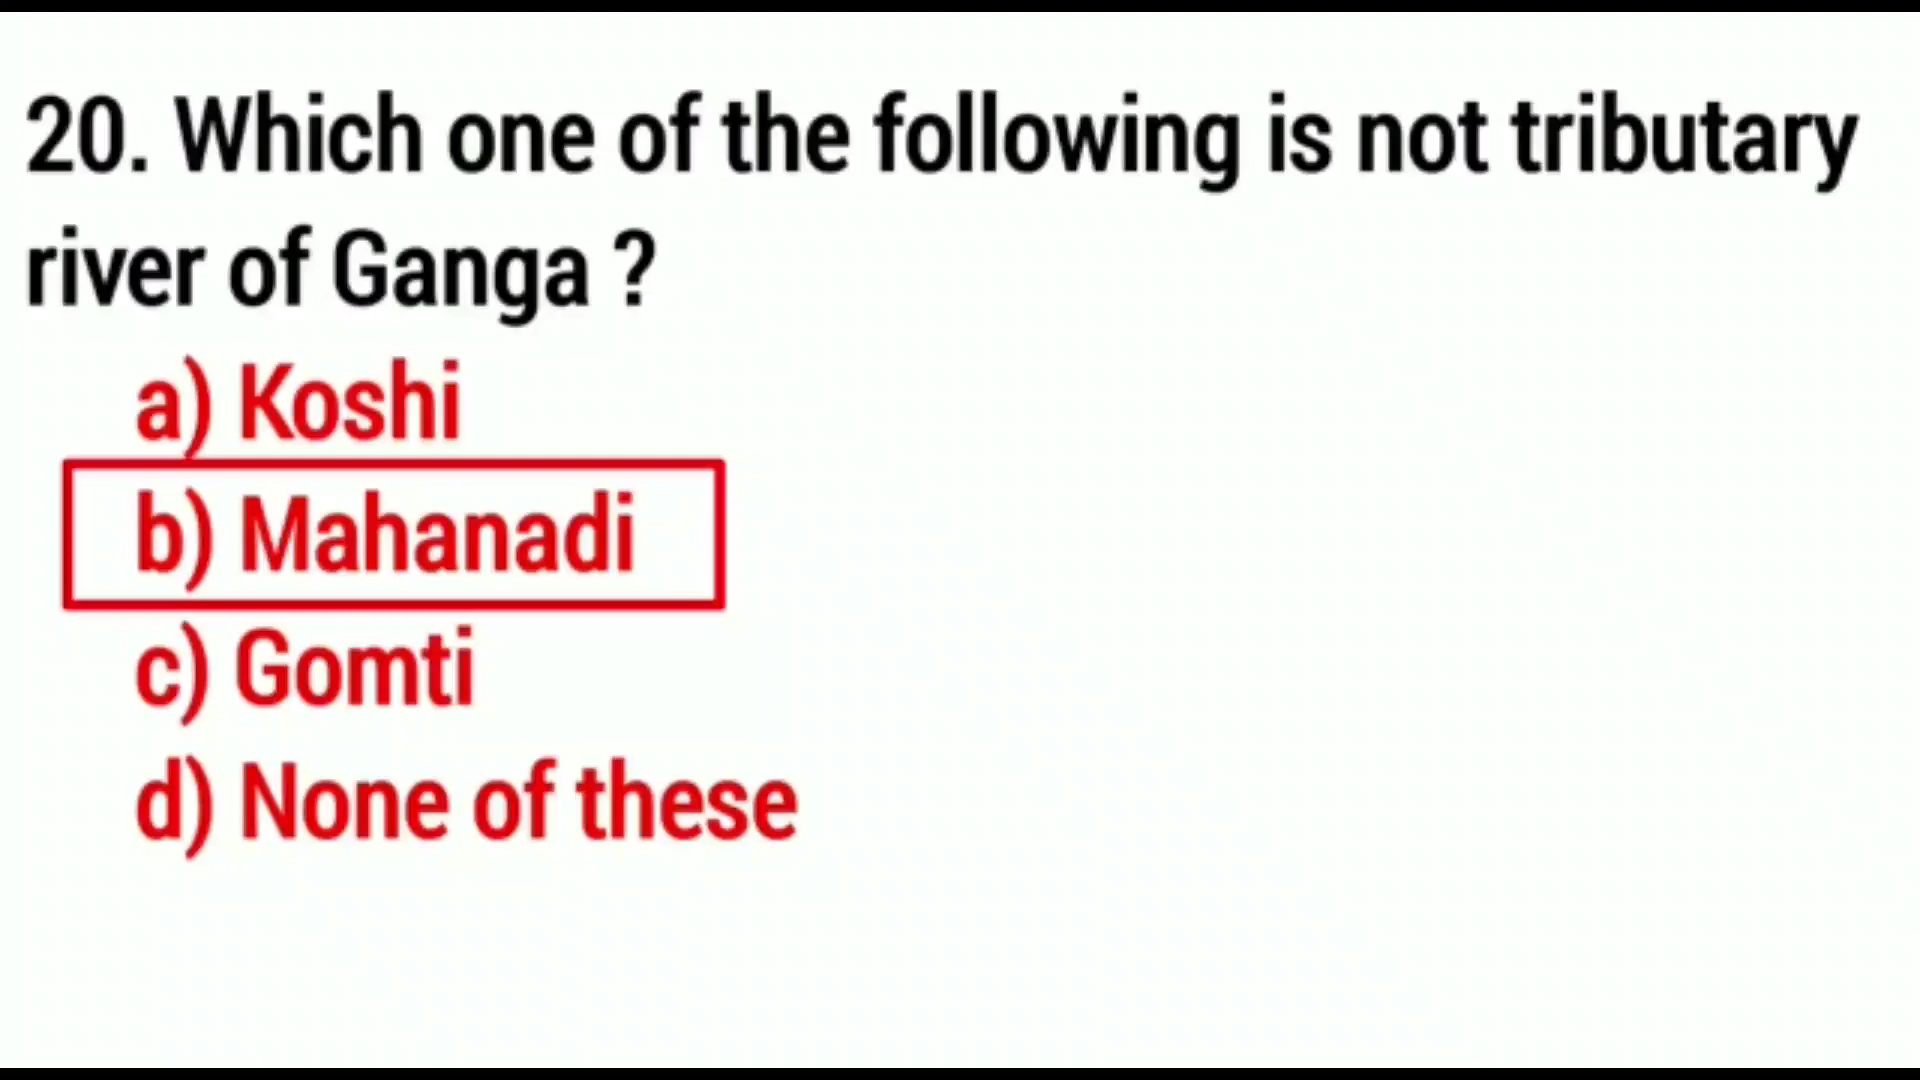 20. Which one of the following is not tributary
river of Ganga ?
a) Koshi
b) Mahanadi
c) Gomti
d) None of these